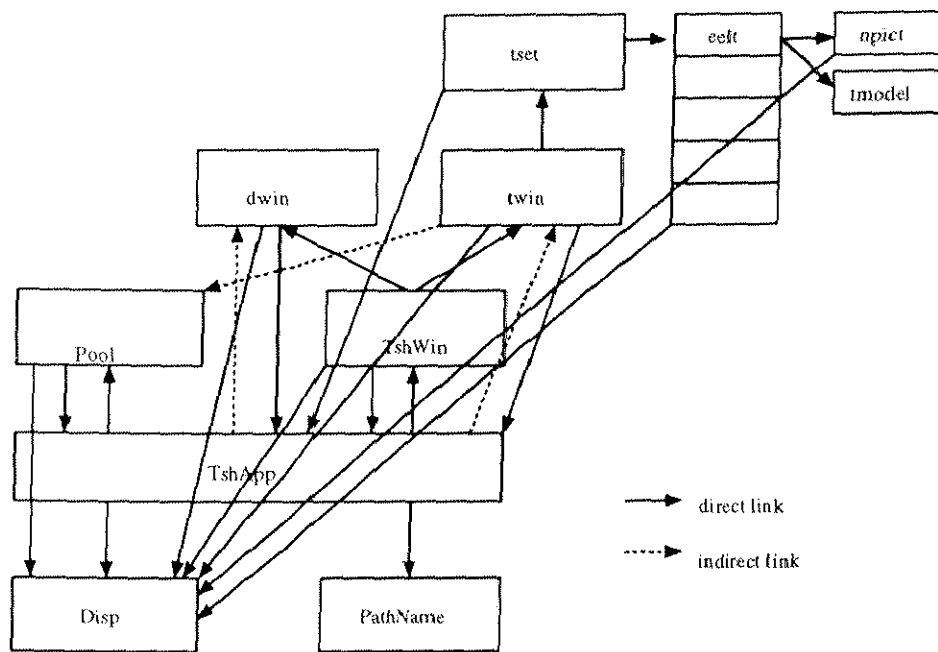 eelt
npict
tset
tmodel
dwin
twin
Pool
TshWin
TshApp
direct link
indirect link
Disp
PathName